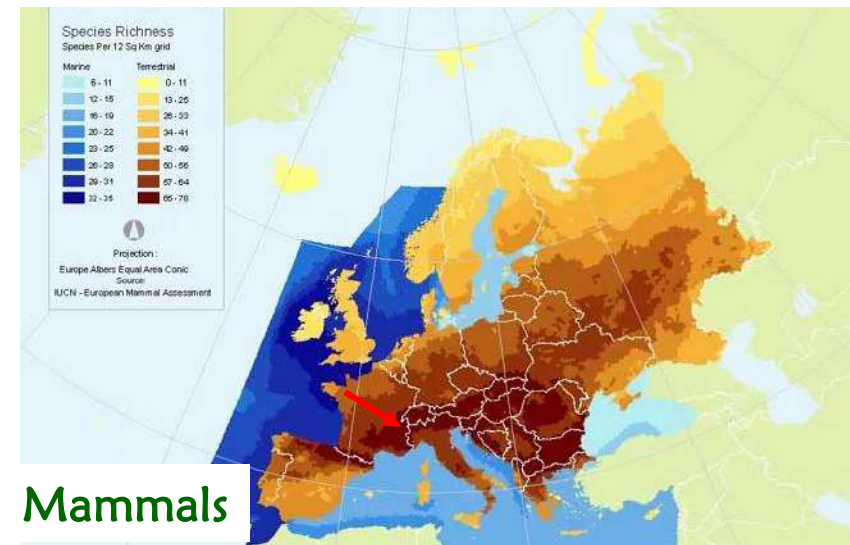 Species Richness
Species Per 12 Sq Km grid
Marine Terrestrial
6 - 11 0 - 11
12 - 15 13 - 25
16 - 19 26 - 33
20 - 22 34 - 41
23 - 25 42 - 49
26 - 28 50 - 56
29 - 31 57 - 64
32 - 35 65 - 78
Projection :
Europe Albers Equal Area Conic
Source:
IUCN - European Mammal Assessment
Mammals